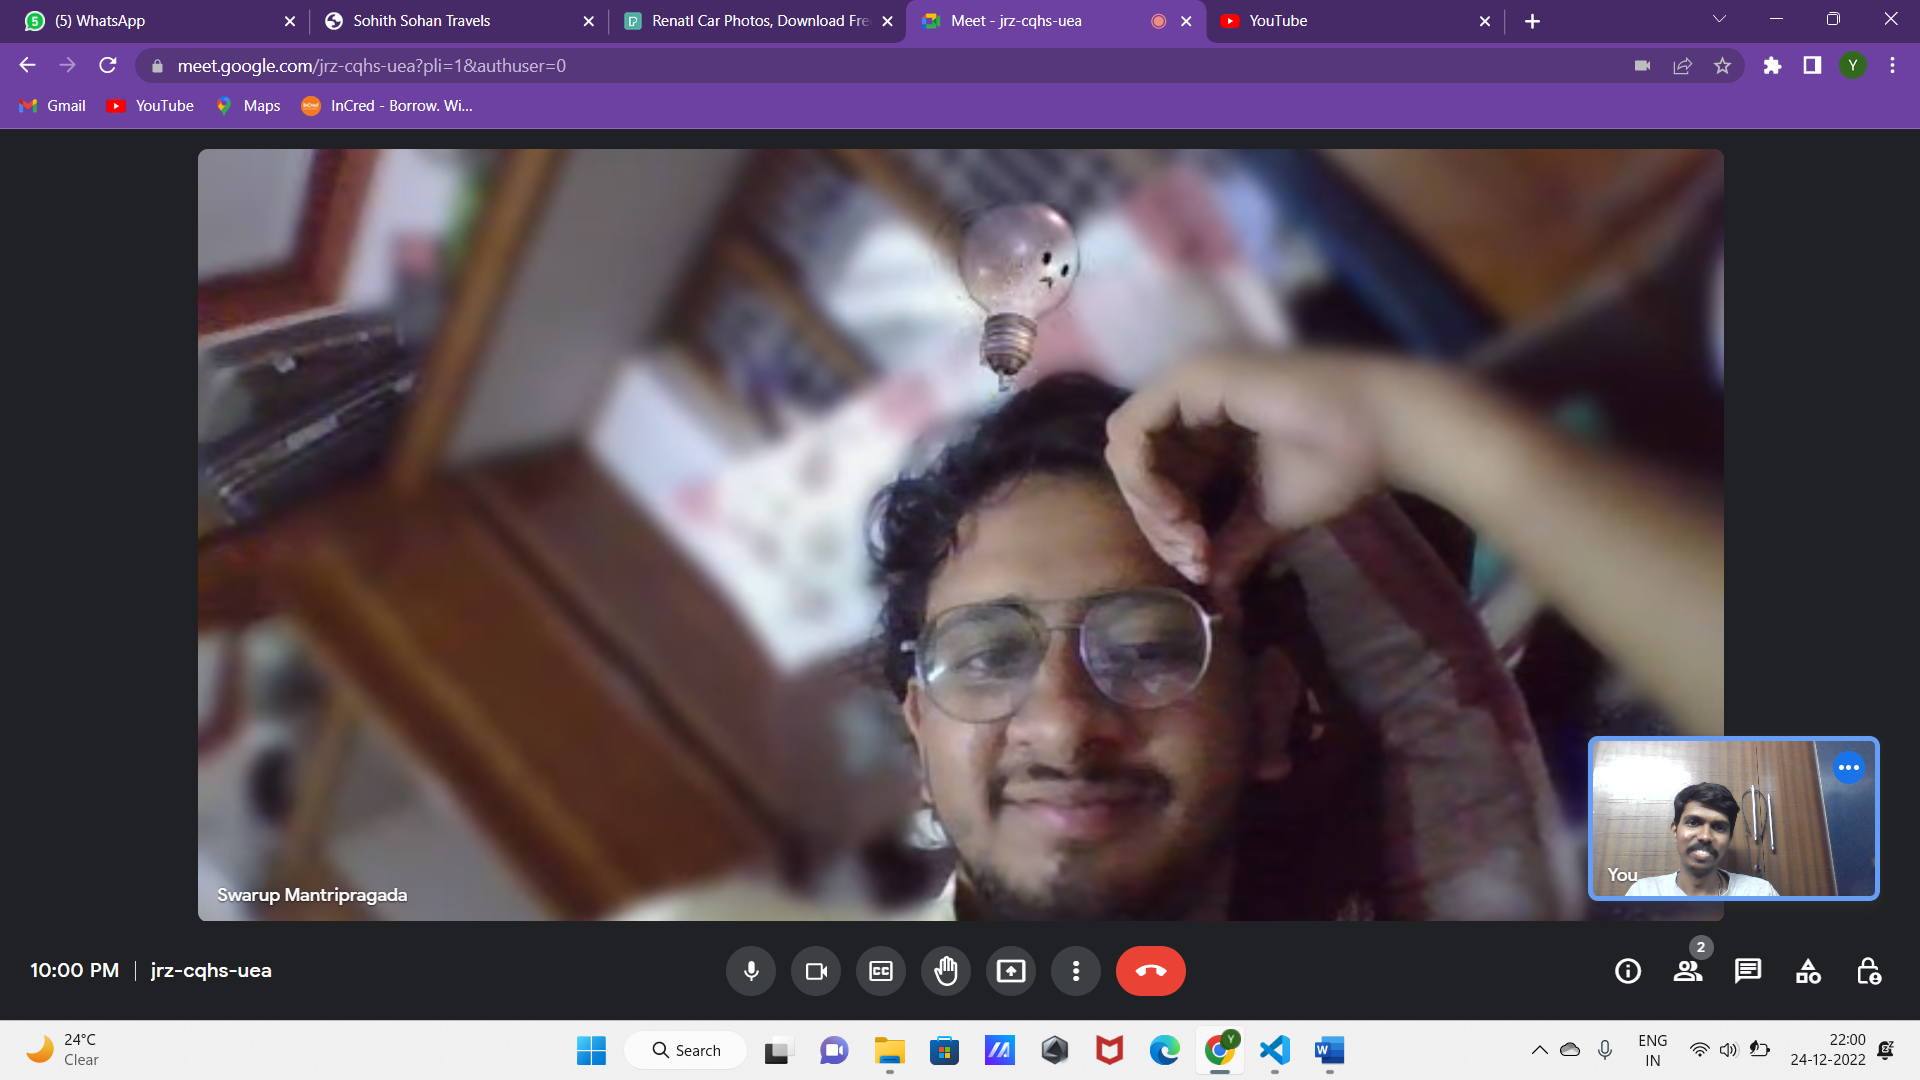 (5) WhatsApp
Sohith Sohan Travels
Renatl Car Photos, Download Fre
Meet - jrz-cqhs-uea
YouTube
meet.google.com/jrz-cqhs-uea?pli=1&authuser=0
Y
Gmail
YouTube
Maps
InCred - Borrow. Wi...
Swarup Mantripragada
You
10:00 PM | jrz-cqhs-uea
CC
2
24°C
Clear
Search
ENG
IN
22:00
24-12-2022